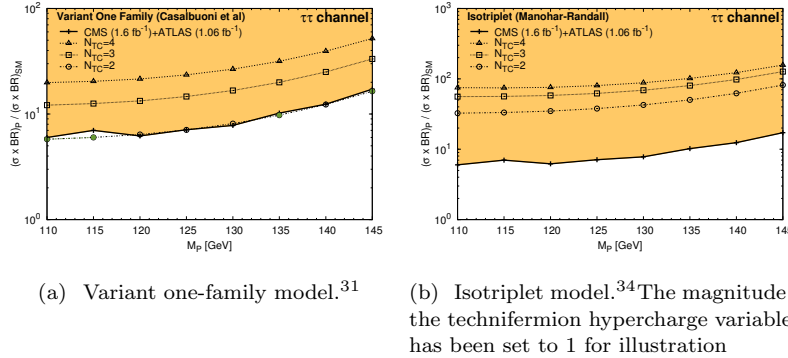 Variant One Family (Casalbuoni et al)
ττ channel
CMS (1.6 fb⁻¹)+ATLAS (1.06 fb⁻¹)
N_TC=4
N_TC=3
N_TC=2
(σ x BR)_P / (σ x BR)_SM
10²
10¹
10⁰
110 115 120 125 130 135 140 145
M_P [GeV]
Isotriplet (Manohar-Randall)
ττ channel
CMS (1.6 fb⁻¹)+ATLAS (1.06 fb⁻¹)
N_TC=4
N_TC=3
N_TC=2
(σ x BR)_P / (σ x BR)_SM
10³
10²
10¹
10⁰
110 115 120 125 130 135 140 145
M_P [GeV]
(a) Variant one-family model.³¹
(b) Isotriplet model.³⁴The magnitude
the technifermion hypercharge variable
has been set to 1 for illustration